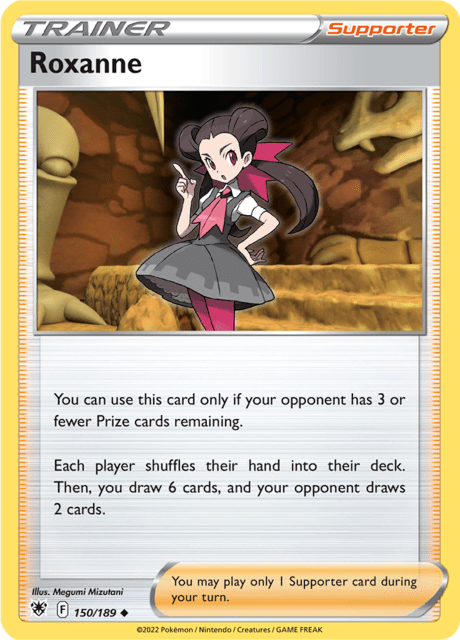 TRAINER
Supporter
Roxanne
You can use this card only if your opponent has 3 or
fewer Prize cards remaining.
Each player shuffles their hand into their deck.
Then, you draw 6 cards, and your opponent draws
2 cards.
Illus. Megumi Mizutani
You may play only 1 Supporter card during
your turn.
F 150/189
©2022 Pokémon / Nintendo / Creatures / GAME FREAK